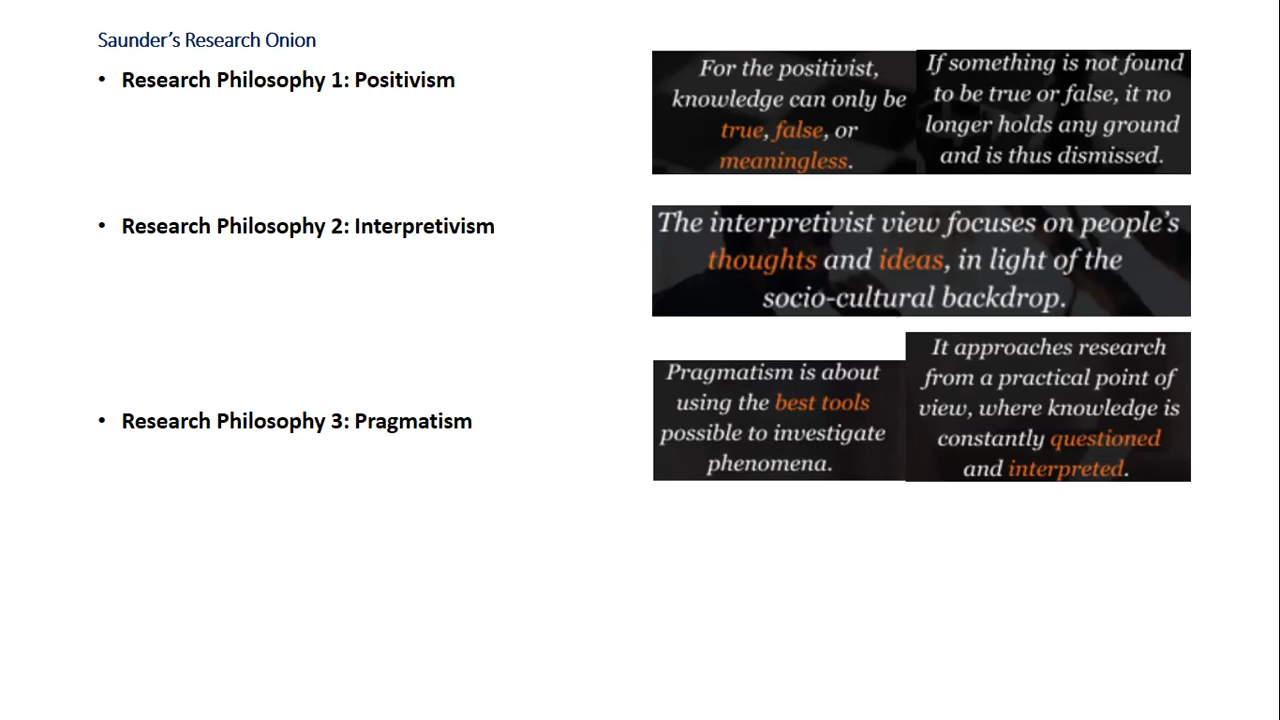 Saunder's Research Onion
• Research Philosophy 1: Positivism
For the positivist,
knowledge can only be
true, false, or
meaningless.
If something is not found
to be true or false, it no
longer holds any ground
and is thus dismissed.
• Research Philosophy 2: Interpretivism
The interpretivist view focuses on people's
thoughts and ideas, in light of the
socio-cultural backdrop.
• Research Philosophy 3: Pragmatism
Pragmatism is about
using the best tools
possible to investigate
phenomena.
It approaches research
from a practical point of
view, where knowledge is
constantly questioned
and interpreted.